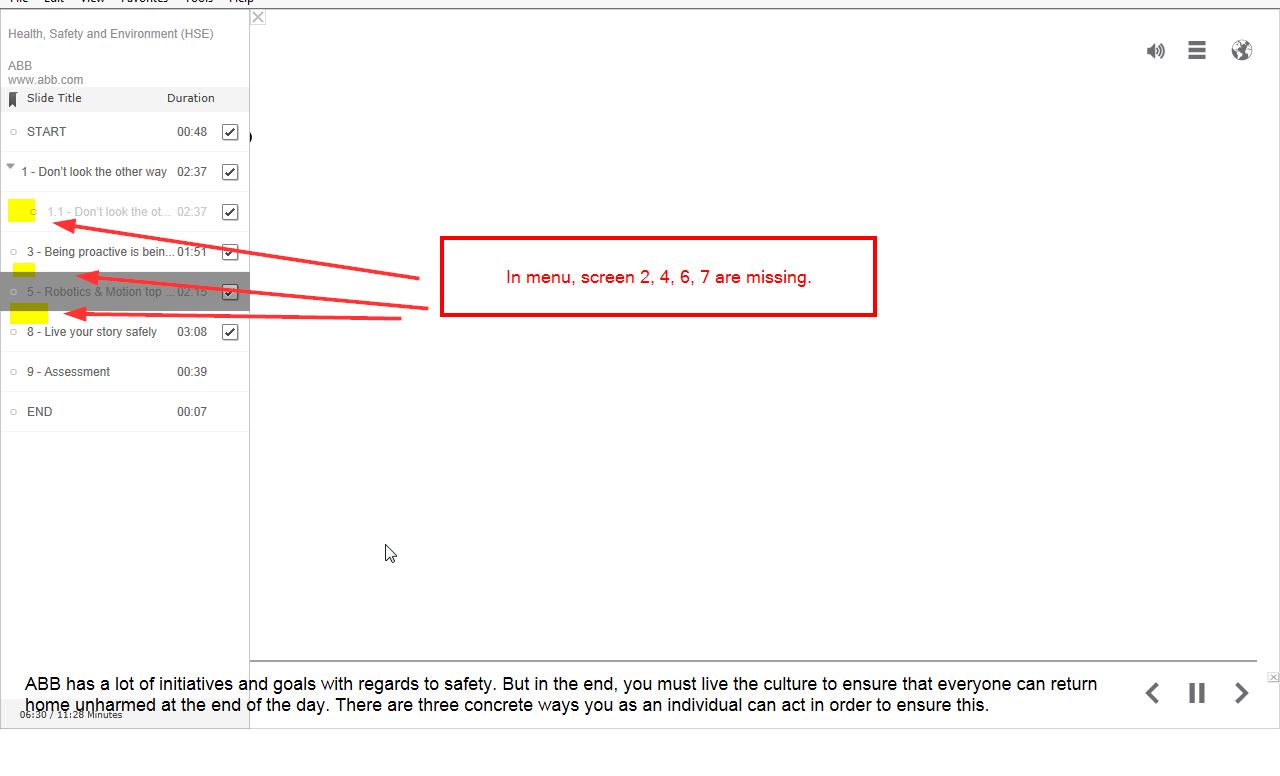 File Edit View Favorites Tools Help
Health, Safety and Environment (HSE)
ABB
www.abb.com
Slide Title Duration
START 00:48
1 - Don't look the other way 02:37
1.1 - Don't look the ot... 02:37
3 - Being proactive is bein... 01:51
In menu, screen 2, 4, 6, 7 are missing.
5 - Robotics & Motion top ... 02:15
8 - Live your story safely 03:08
9 - Assessment 00:39
END 00:07
ABB has a lot of initiatives and goals with regards to safety. But in the end, you must live the culture to ensure that everyone can return
home unharmed at the end of the day. There are three concrete ways you as an individual can act in order to ensure this.
06:30 / 11:28 Minutes